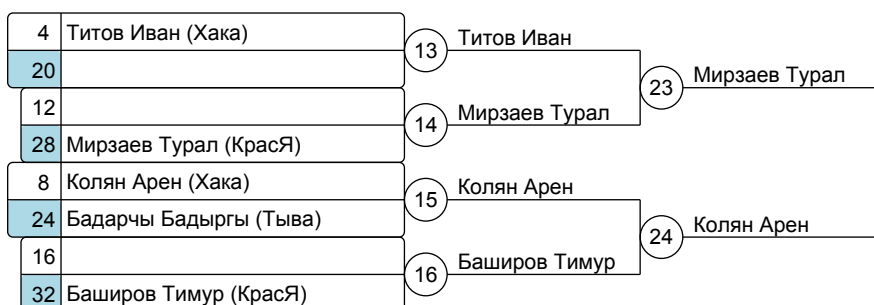 4 Титов Иван (Хака)
20
12
28 Мирзаев Турал (КрасЯ)
8 Колян Арен (Хака)
24 Бадарчы Бадыргы (Тыва)
16
32 Баширов Тимур (КрасЯ)
13 Титов Иван
14 Мирзаев Турал
15 Колян Арен
16 Баширов Тимур
23 Мирзаев Турал
24 Колян Арен